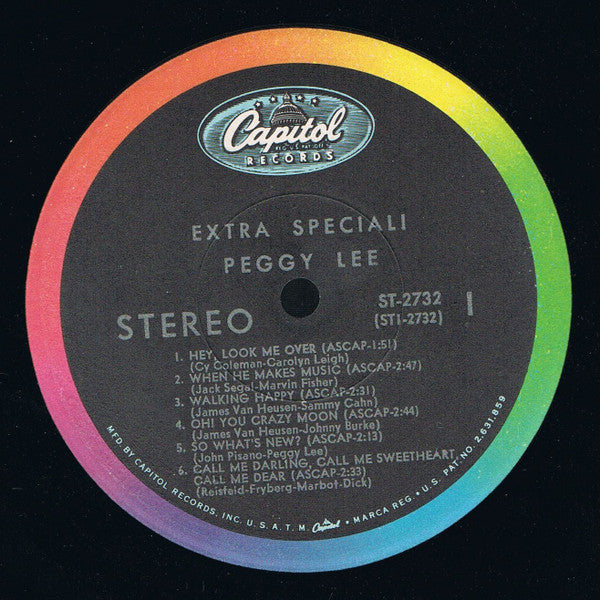 Capitol
REG. U.S. PAT. OFF.
RECORDS
EXTRA SPECIAL!
PEGGY LEE
STEREO
ST-2732
(ST1-2732)
1
1. HEY, LOOK ME OVER (ASCAP-1:51)
(Cy Coleman-Carolyn Leigh)
2. WHEN HE MAKES MUSIC (ASCAP-2:47)
(Jack Segal-Marvin Fisher)
3. WALKING HAPPY (ASCAP-2:31)
(James Van Heusen-Sammy Cahn)
4. OH! YOU CRAZY MOON (ASCAP-2:44)
(James Van Heusen-Johnny Burke)
5. SO WHAT'S NEW? (ASCAP-2:13)
(John Pisano-Peggy Lee)
6. CALL ME DARLING, CALL ME SWEETHEART,
CALL ME DEAR (ASCAP-2:33)
(Reisfeld-Fryberg-Marbot-Dick)
MFD. BY CAPITOL RECORDS, INC. U.S.A. T.M. Capitol • MARCA REG. • U.S. PAT. NO. 2,631,859